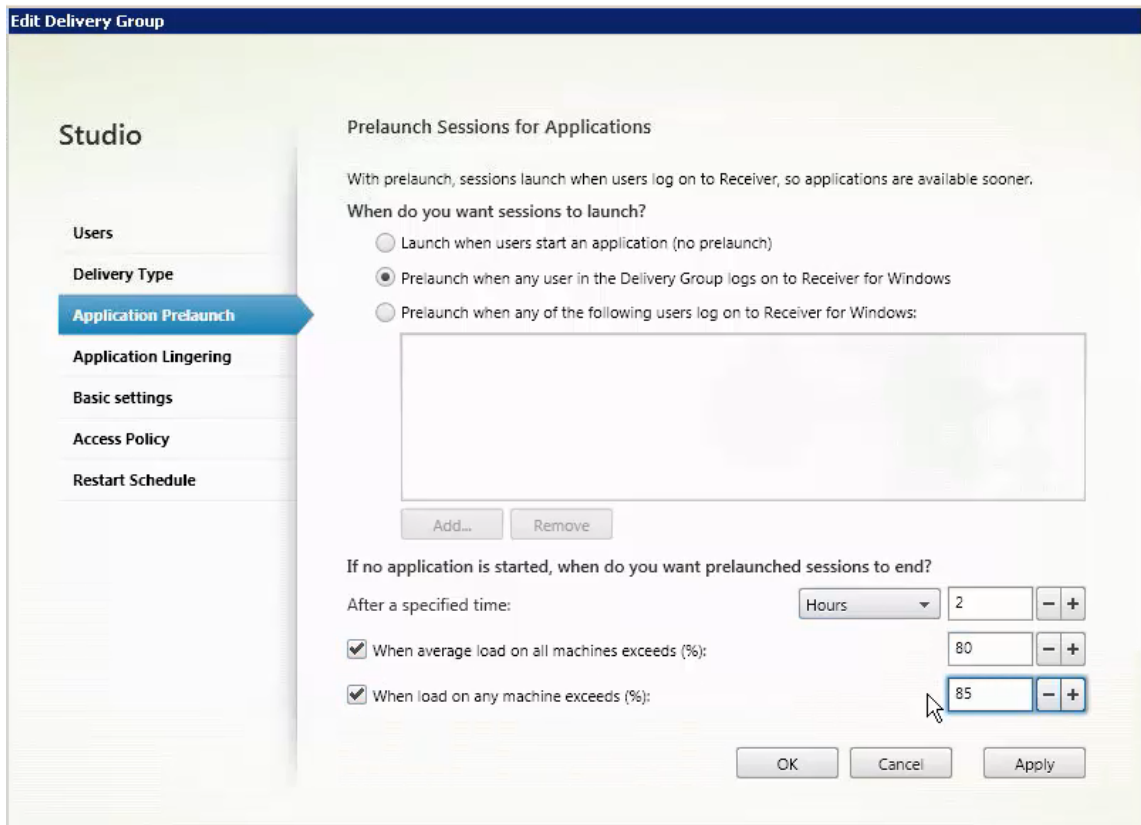 Edit Delivery Group
Studio
Users
Delivery Type
Application Prelaunch
Application Lingering
Basic settings
Access Policy
Restart Schedule
Prelaunch Sessions for Applications
With prelaunch, sessions launch when users log on to Receiver, so applications are available sooner.
When do you want sessions to launch?
Launch when users start an application (no prelaunch)
Prelaunch when any user in the Delivery Group logs on to Receiver for Windows
Prelaunch when any of the following users log on to Receiver for Windows:
Add... Remove
If no application is started, when do you want prelaunched sessions to end?
After a specified time: Hours 2
When average load on all machines exceeds (%): 80
When load on any machine exceeds (%): 85
OK Cancel Apply